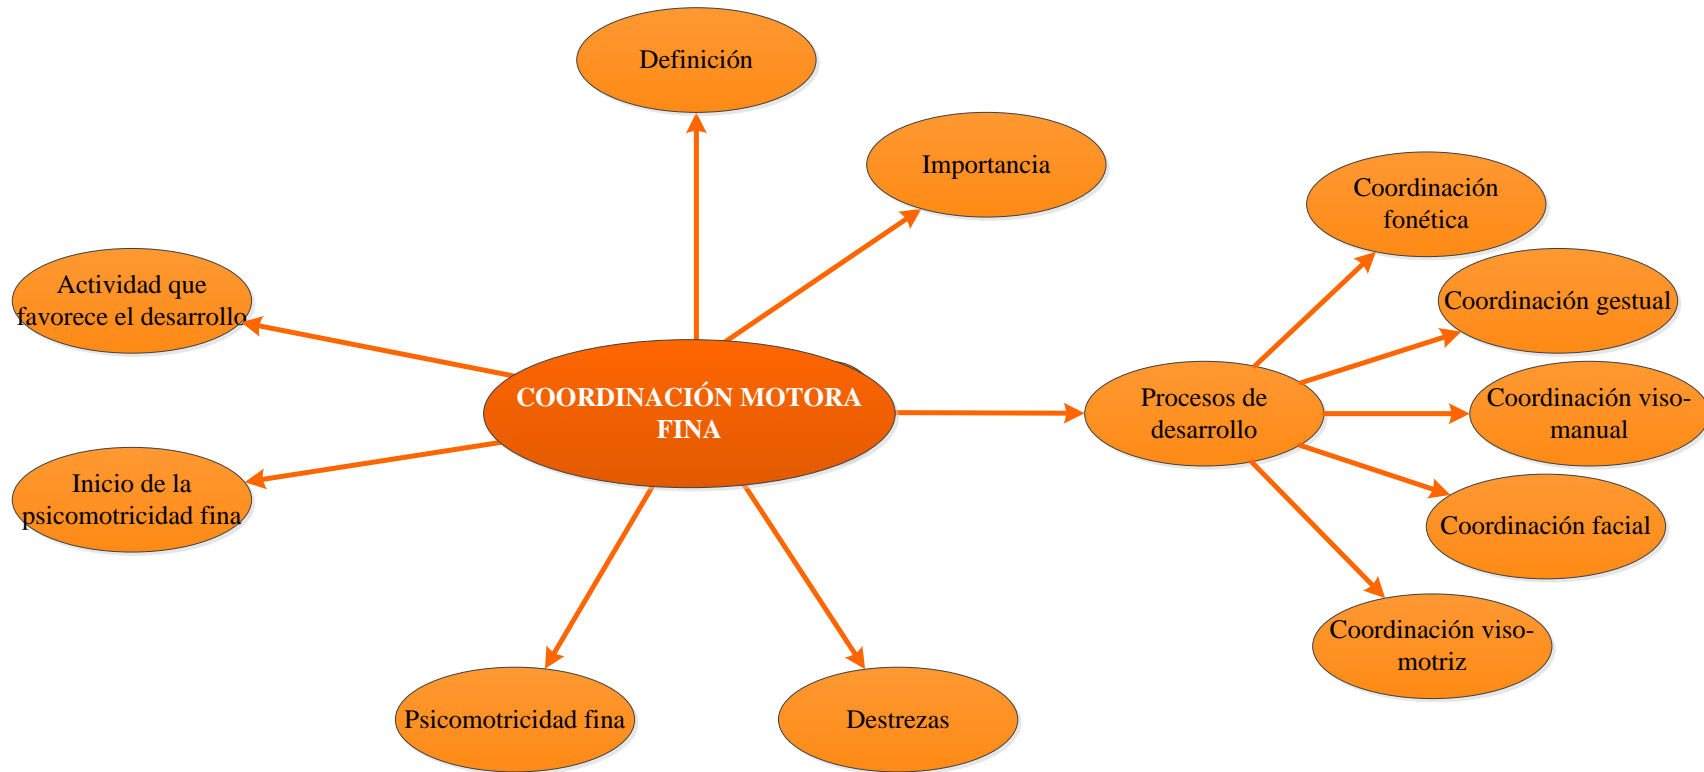 Definición
Importancia
Coordinación
fonética
Actividad que
favorece el desarrollo
Coordinación gestual
COORDINACIÓN MOTORA
FINA
Procesos de
desarrollo
Coordinación viso-
manual
Inicio de la
psicomotricidad fina
Coordinación facial
Coordinación viso-
motriz
Psicomotricidad fina
Destrezas